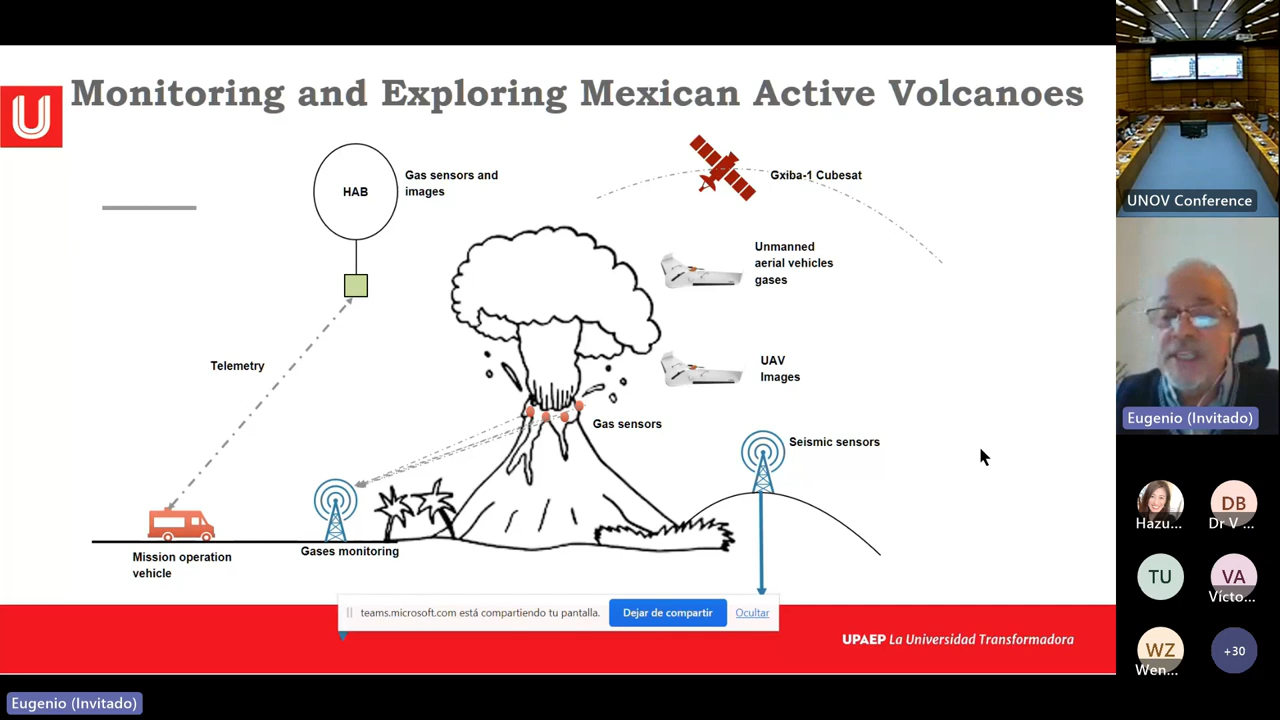 Monitoring and Exploring Mexican Active Volcanoes
U
HAB
Gas sensors and
images
Gxiba-1 Cubesat
Unmanned
aerial vehicles
gases
Telemetry
UAV
Images
Gas sensors
Seismic sensors
Mission operation
vehicle
Gases monitoring
teams.microsoft.com está compartiendo tu pantalla.
Dejar de compartir
Ocultar
UPAEP La Universidad Transformadora
Eugenio (Invitado)
UNOV Conference
Eugenio (Invitado)
Hazu...
DB
Dr V ...
TU
VA
Vícto...
WZ
Wen...
+30